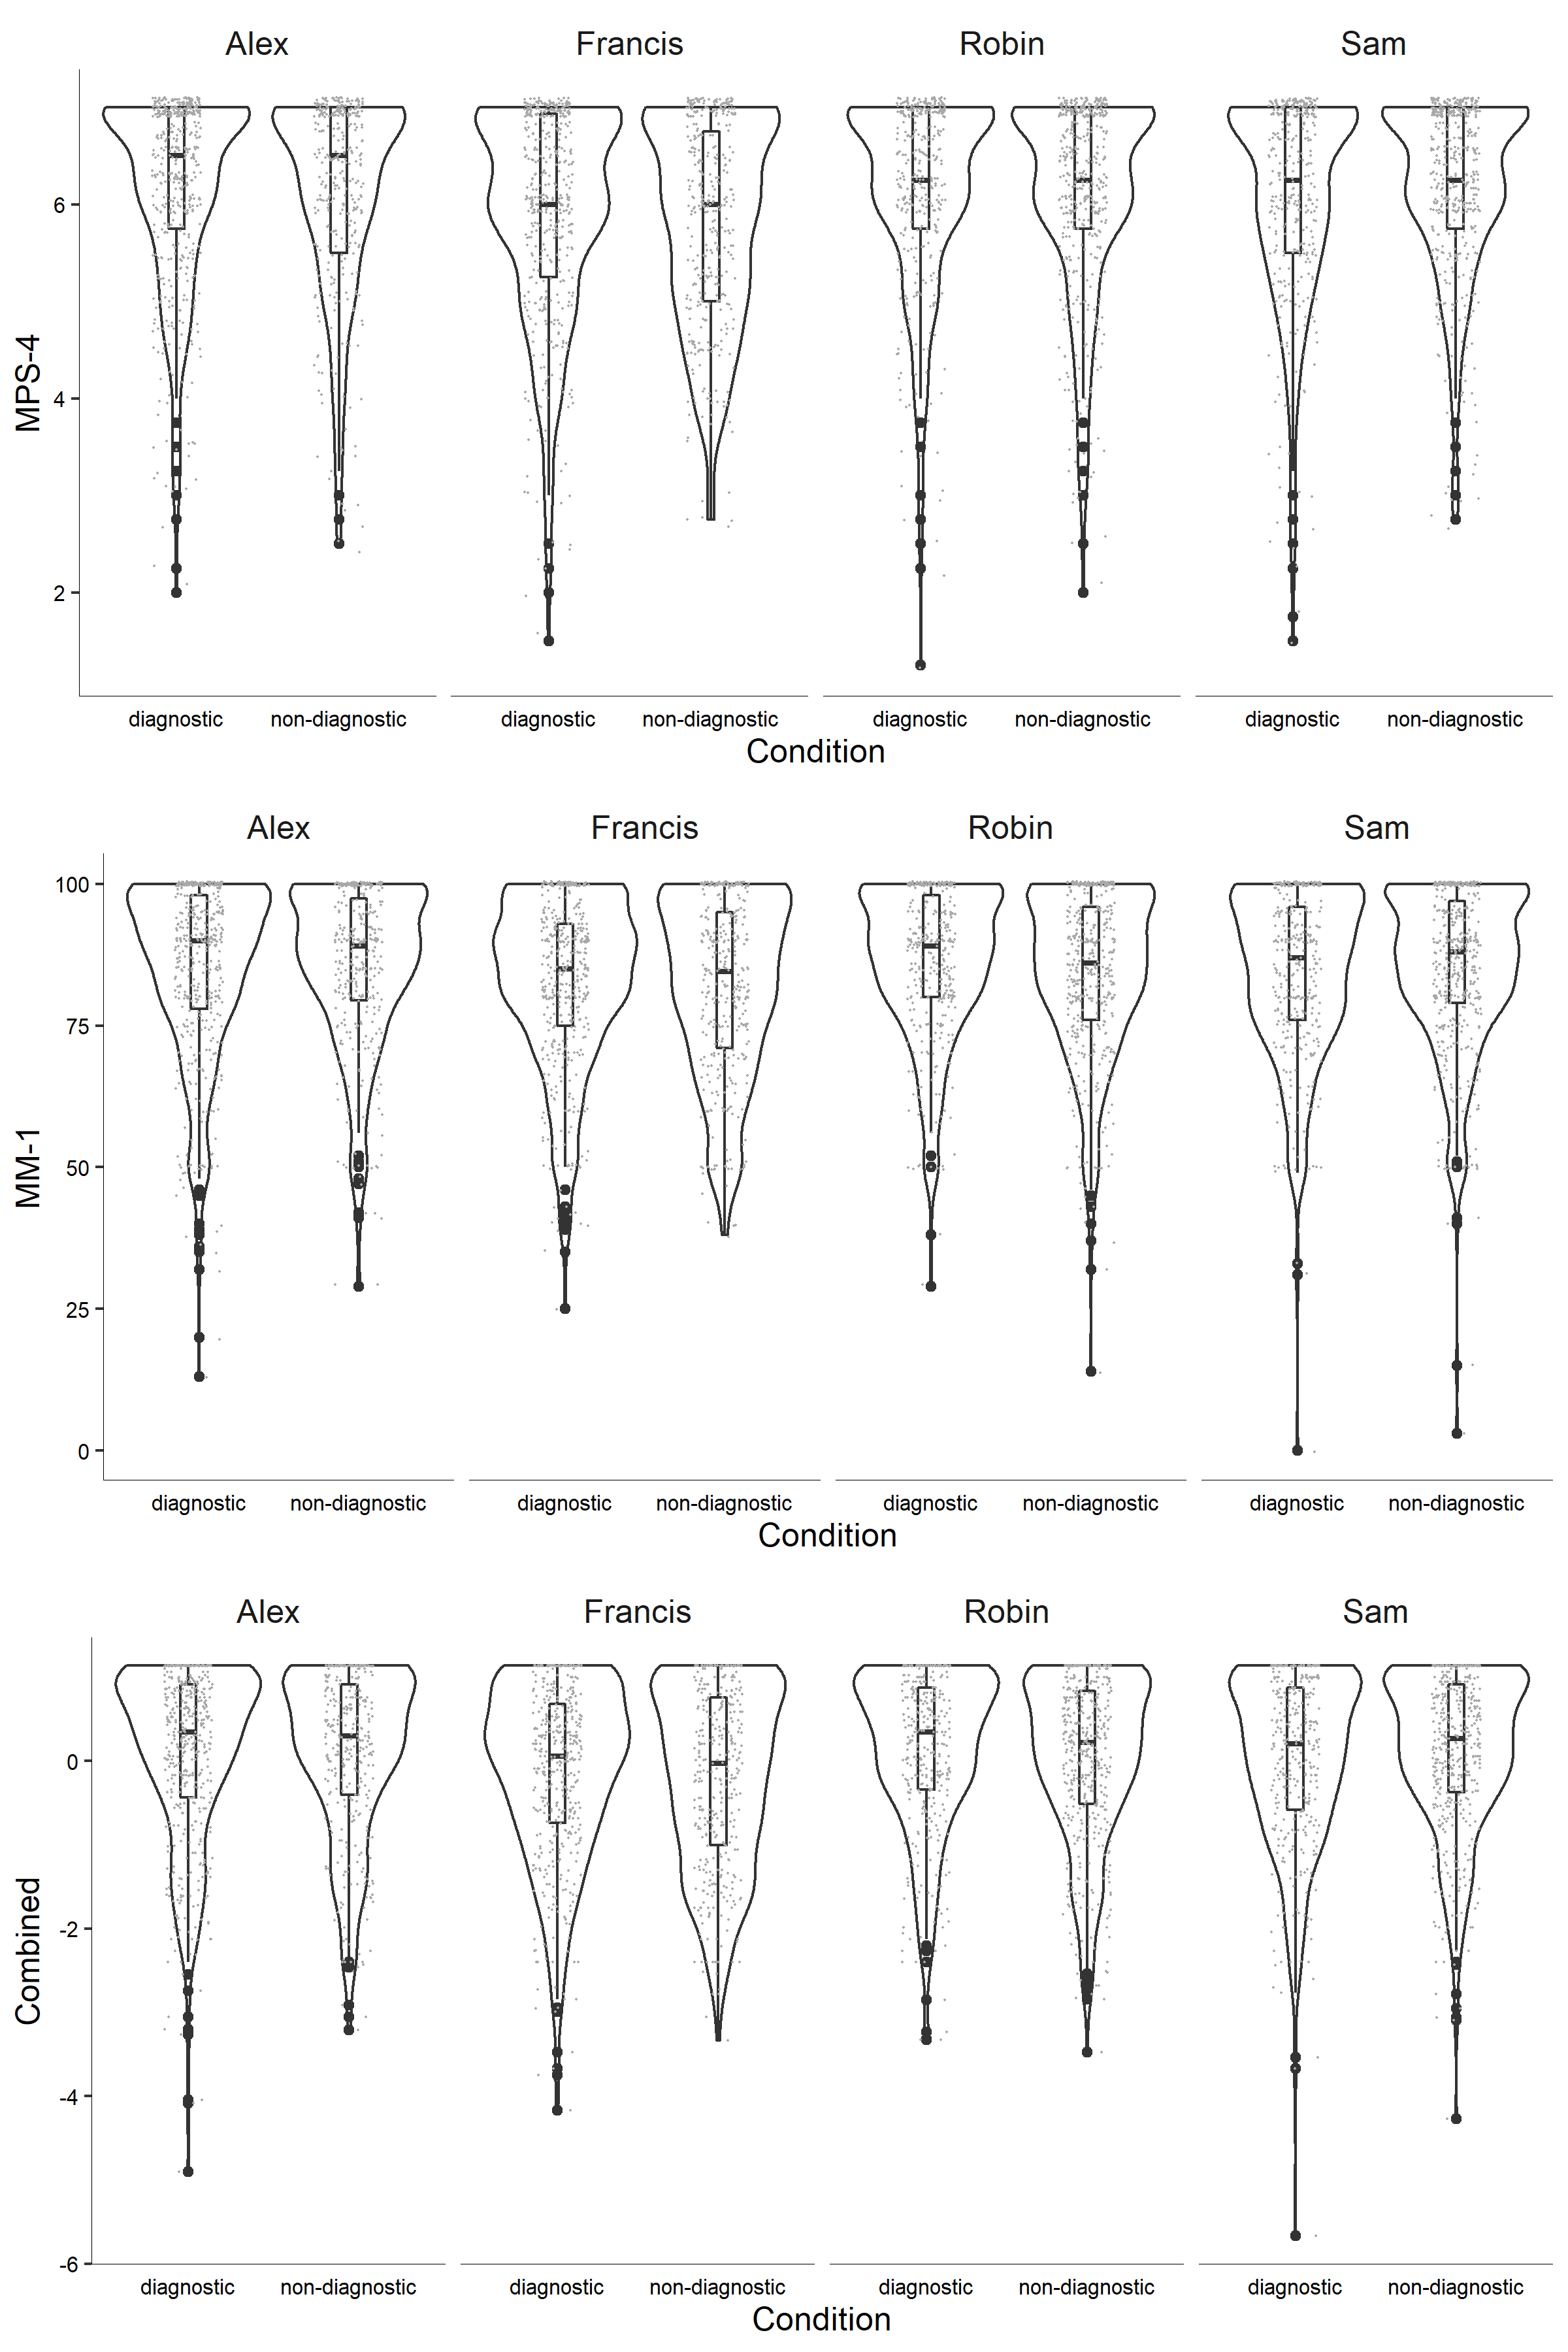 Alex Francis Robin Sam
MPS-4
6
4
2
diagnostic non-diagnostic diagnostic non-diagnostic diagnostic non-diagnostic diagnostic non-diagnostic
Condition
Alex Francis Robin Sam
MM-1
100
75
50
25
0
diagnostic non-diagnostic diagnostic non-diagnostic diagnostic non-diagnostic diagnostic non-diagnostic
Condition
Alex Francis Robin Sam
Combined
0
-2
-4
-6
diagnostic non-diagnostic diagnostic non-diagnostic diagnostic non-diagnostic diagnostic non-diagnostic
Condition